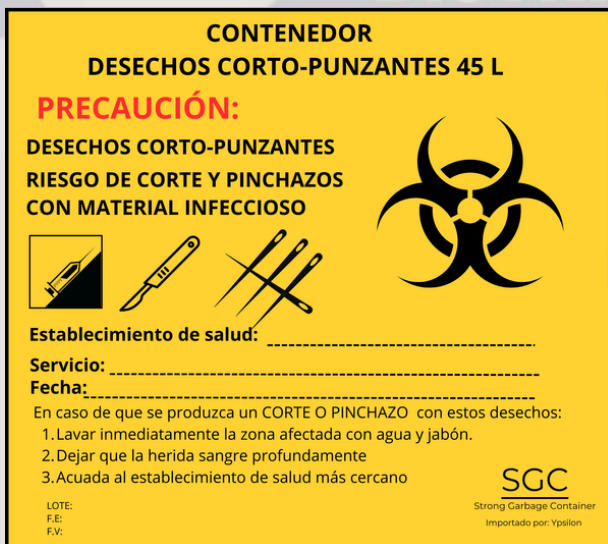 CONTENEDOR
DESECHOS CORTO-PUNZANTES 45 L
PRECAUCIÓN:
DESECHOS CORTO-PUNZANTES
RIESGO DE CORTE Y PINCHAZOS
CON MATERIAL INFECCIOSO
Establecimiento de salud:
Servicio:
Fecha:
En caso de que se produzca un CORTE O PINCHAZO con estos desechos:
1. Lavar inmediatamente la zona afectada con agua y jabón.
2. Dejar que la herida sangre profundamente
3. Acuada al establecimiento de salud más cercano
SGC
Strong Garbage Container
Importado por: Ypsilon
LOTE:
F.E:
F.V: